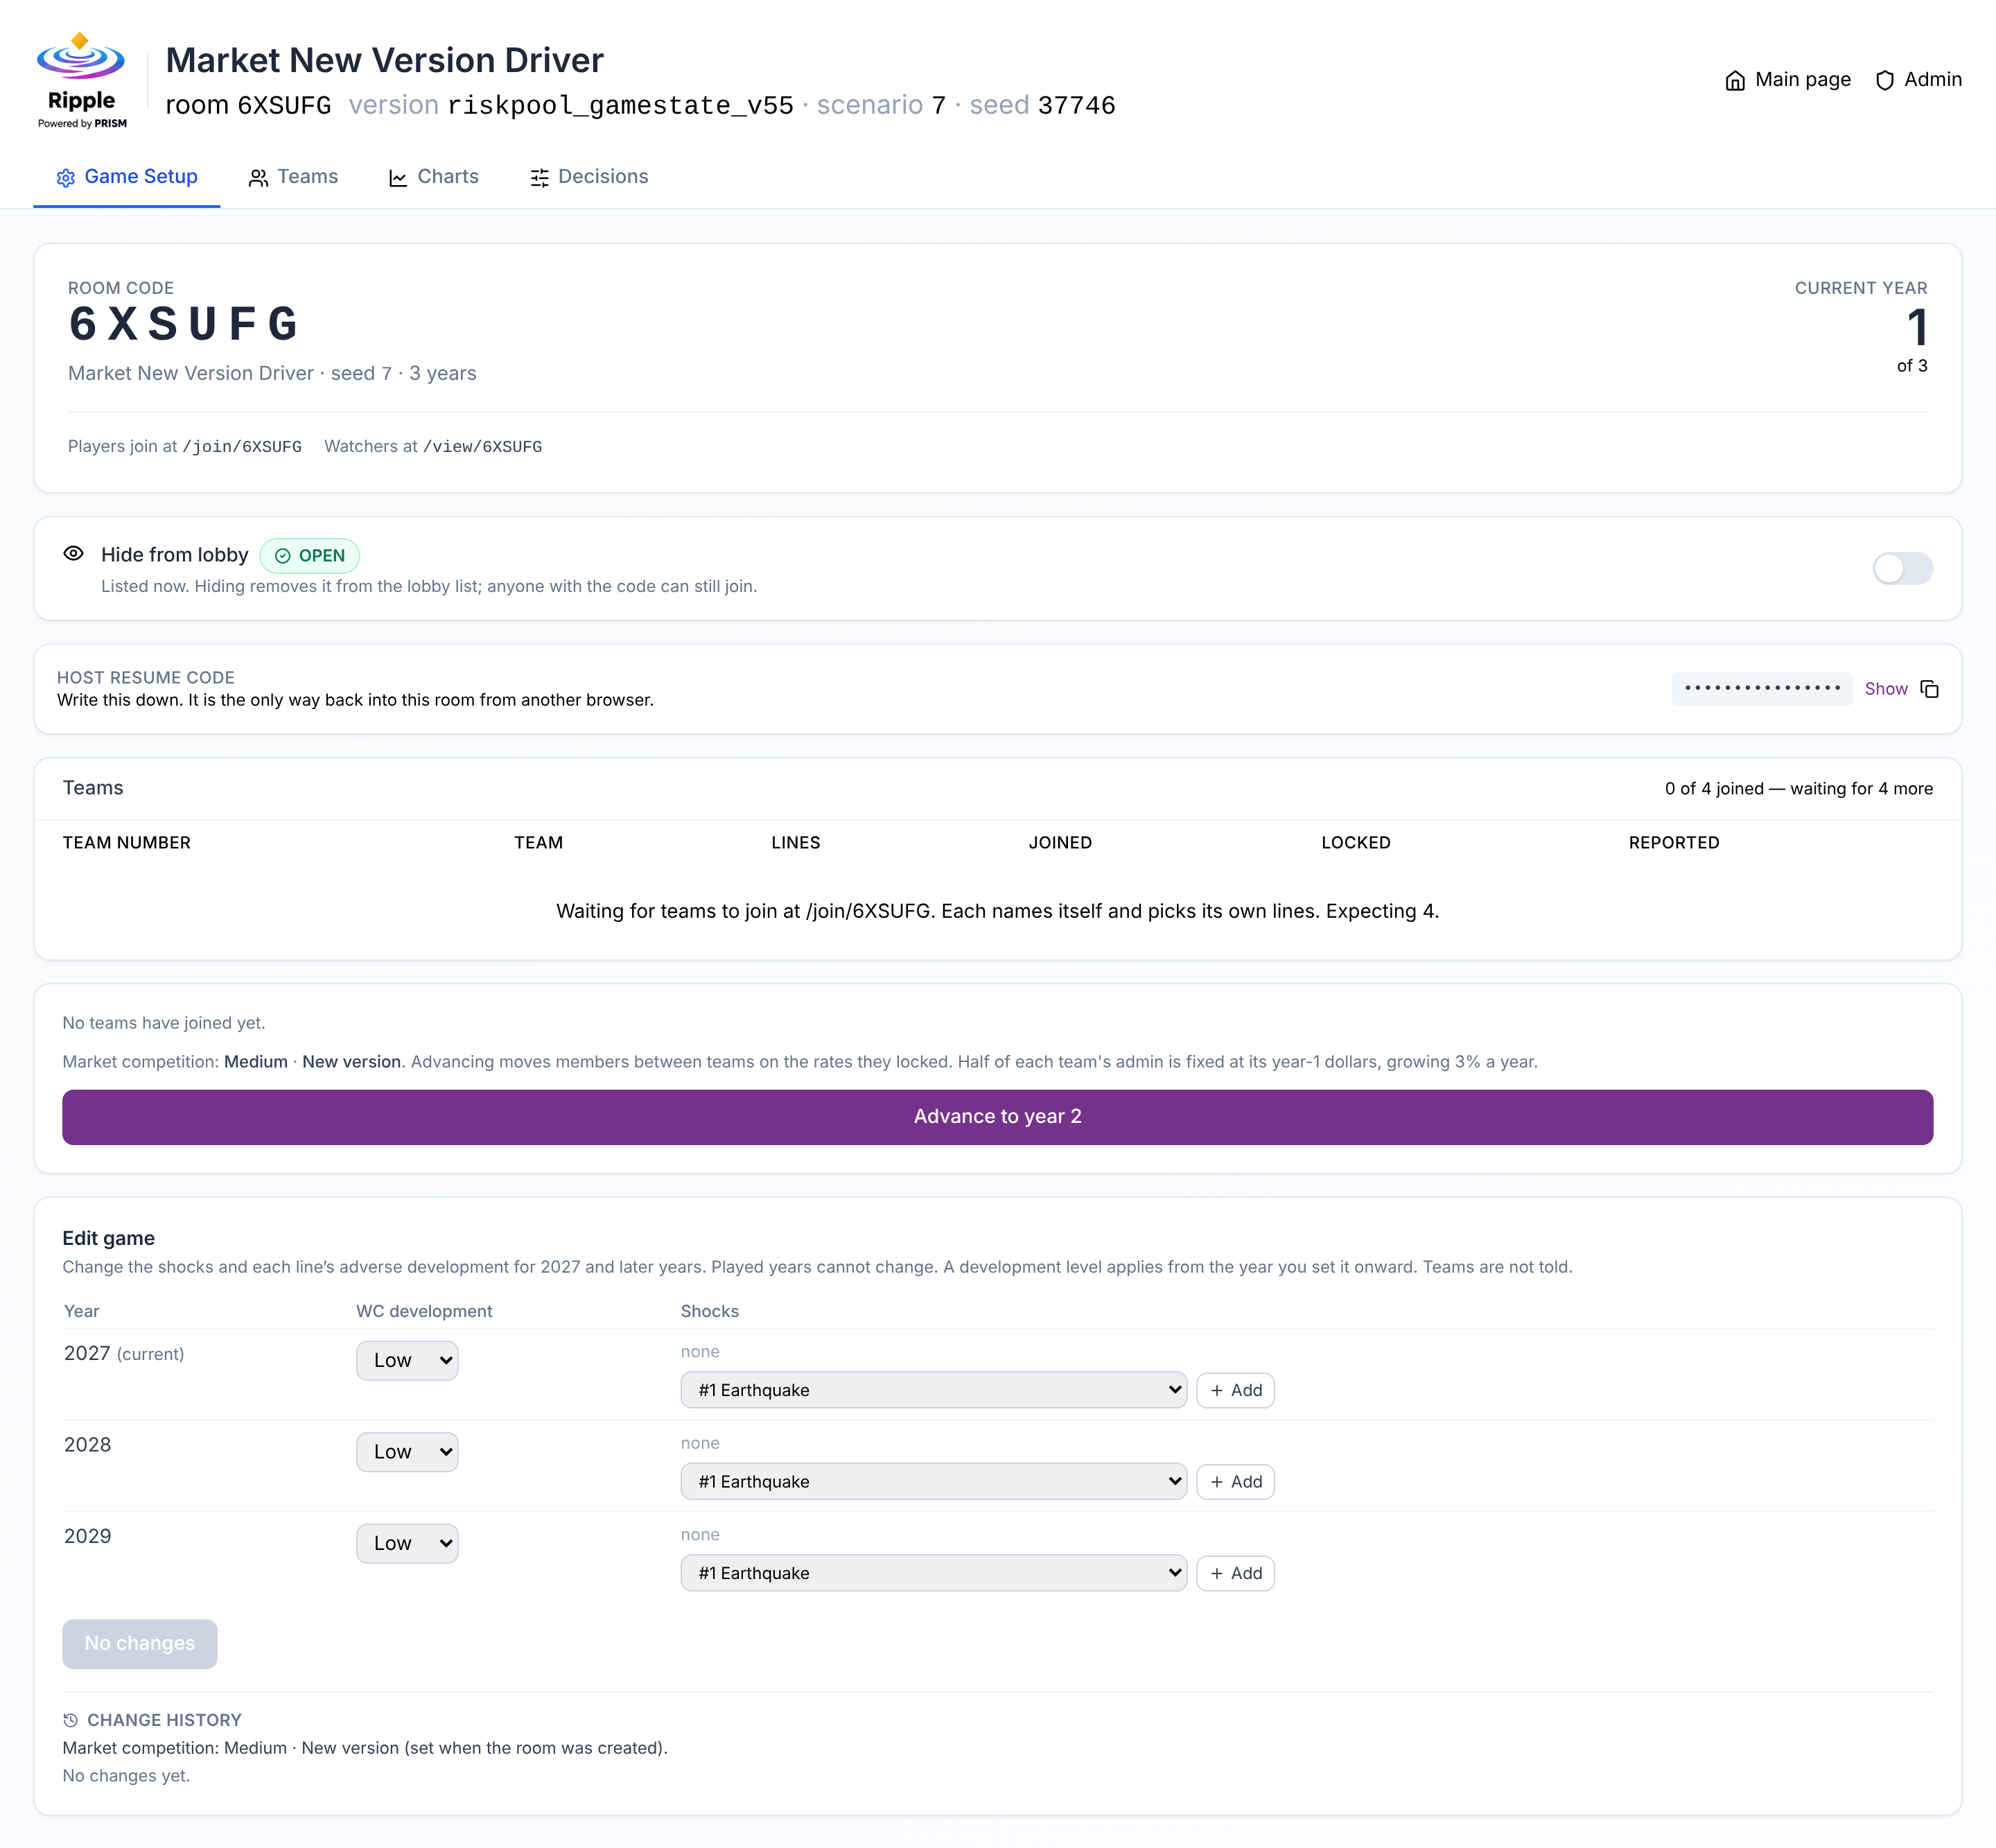 Ripple
Powered by PRISM
Market New Version Driver
room 6XSUFG version riskpool_gamestate_v55 · scenario 7 · seed 37746
Main page
Admin
Game Setup
Teams
Charts
Decisions
ROOM CODE
6XSUFG
Market New Version Driver · seed 7 · 3 years
CURRENT YEAR
1
of 3
Players join at /join/6XSUFG Watchers at /view/6XSUFG
Hide from lobby OPEN
Listed now. Hiding removes it from the lobby list; anyone with the code can still join.
HOST RESUME CODE
Write this down. It is the only way back into this room from another browser.
•••••••••••••••• Show
Teams
0 of 4 joined — waiting for 4 more
TEAM NUMBER TEAM LINES JOINED LOCKED REPORTED
Waiting for teams to join at /join/6XSUFG. Each names itself and picks its own lines. Expecting 4.
No teams have joined yet.
Market competition: Medium · New version. Advancing moves members between teams on the rates they locked. Half of each team's admin is fixed at its year-1 dollars, growing 3% a year.
Advance to year 2
Edit game
Change the shocks and each line’s adverse development for 2027 and later years. Played years cannot change. A development level applies from the year you set it onward. Teams are not told.
Year WC development Shocks
2027 (current) Low none
#1 Earthquake + Add
2028 Low none
#1 Earthquake + Add
2029 Low none
#1 Earthquake + Add
No changes
CHANGE HISTORY
Market competition: Medium · New version (set when the room was created).
No changes yet.